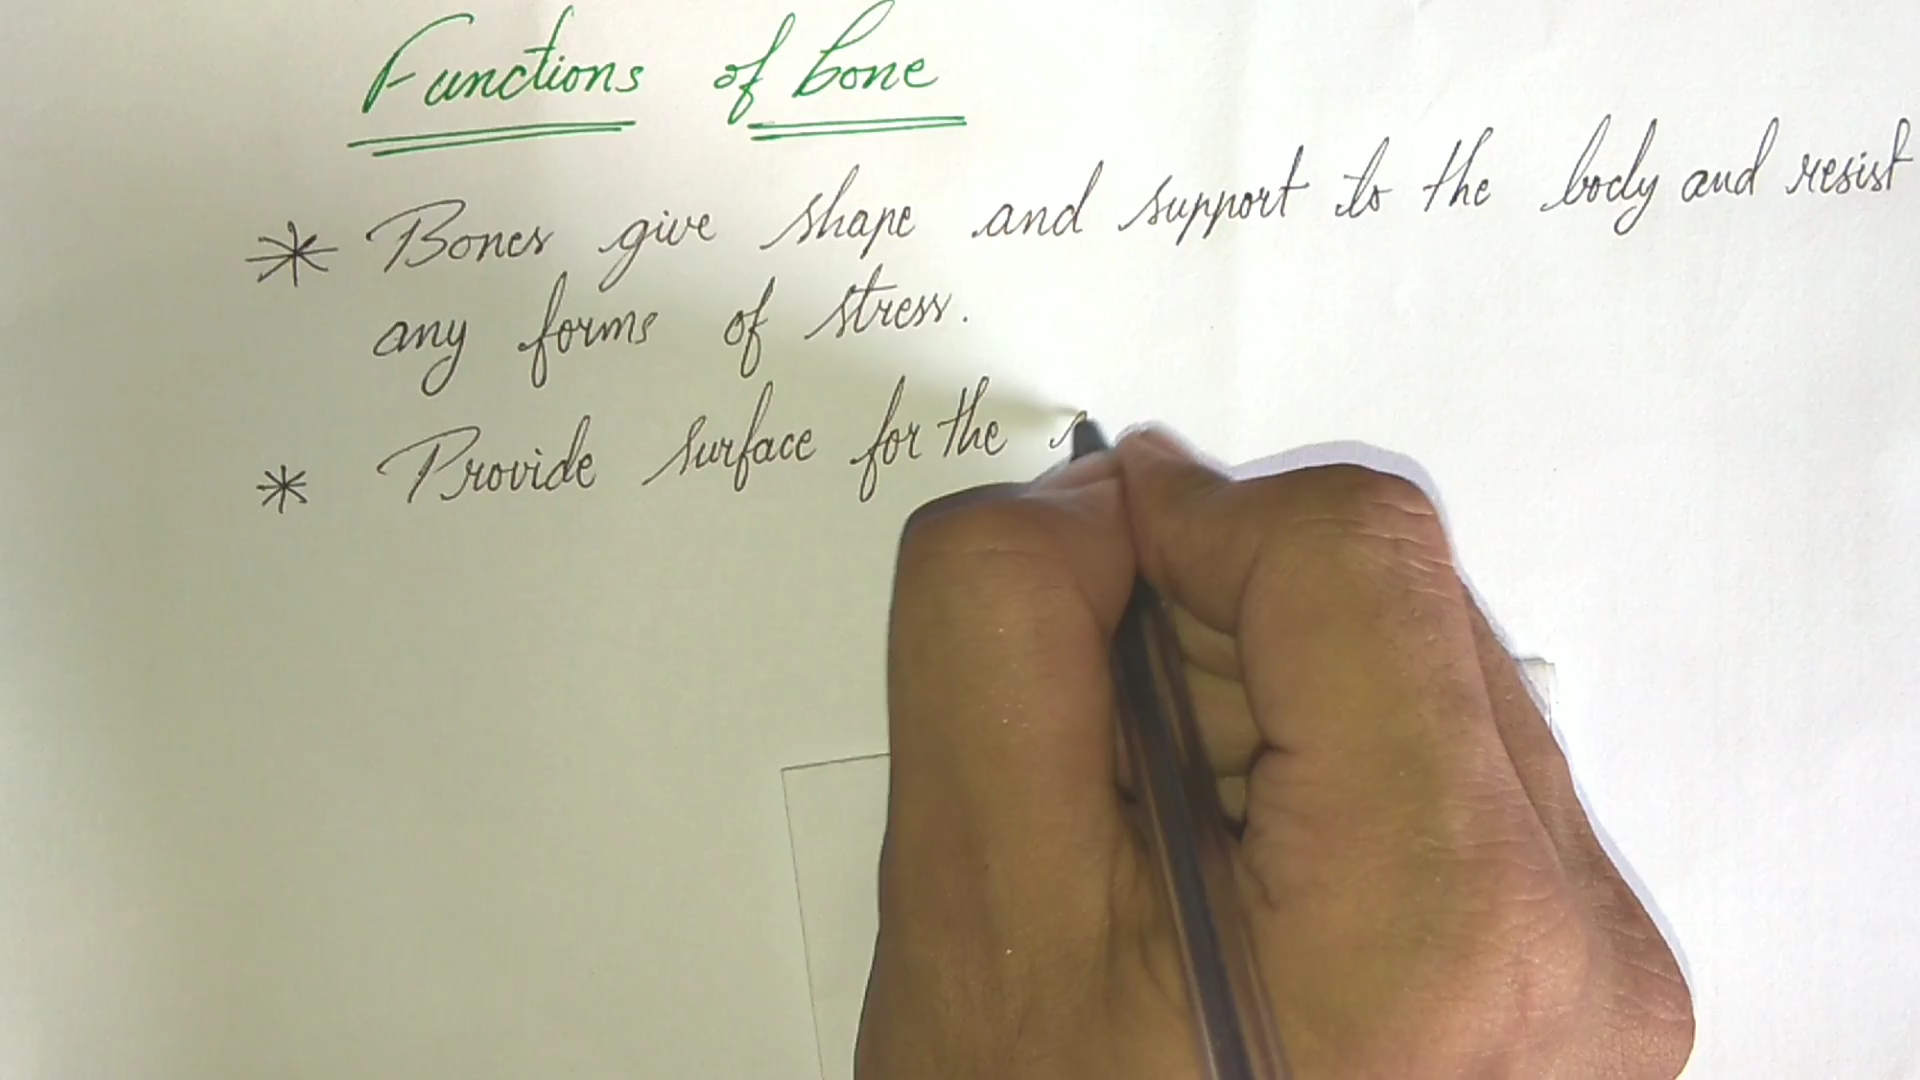 Functions of bone
* Bones give shape and support to the body and resist
any forms of stress.
* Provide surface for the